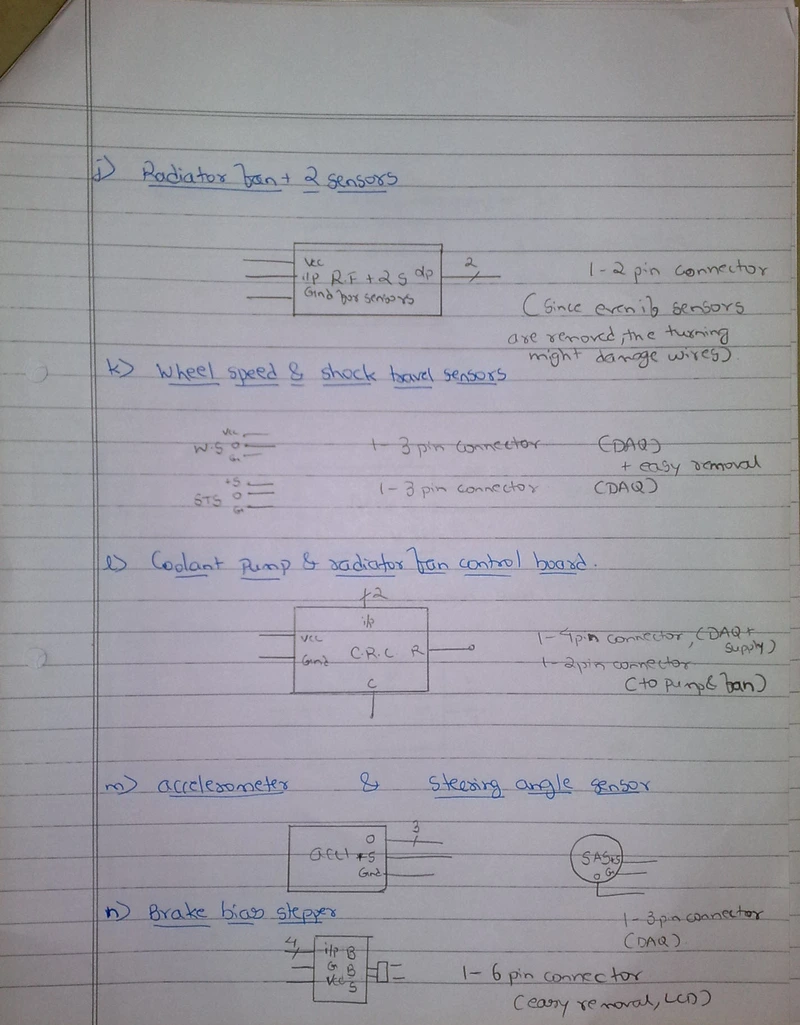 j) Radiator fan + 2 sensors
Vcc
i/p R.F + 2 S op
Gnd for sensors
2
1 - 2 pin connector
(since even if sensors
are removed, the turning
might damage wires).
k) Wheel speed & shock travel sensors
Vcc
W.S O
G
1 - 3 pin connector (DAQ)
+ easy removal
+5
STS O
G
1 - 3 pin connector (DAQ)
l) Coolant pump & radiator fan control board.
2
i/p
Vcc
C.R.C R
Gnd
C
1 - 4 pin connector, (DAQ +
supply)
1 - 2 pin connector
(to pump & fan)
m) accelerometer & steering angle sensor
O 3
accl +5
Gnd
SAS +5
O G
1 - 3 pin connector
(DAQ)
n) Brake bias stepper
4
i/p B
G B
Vcc S
1 - 6 pin connector
(easy removal, LCD)